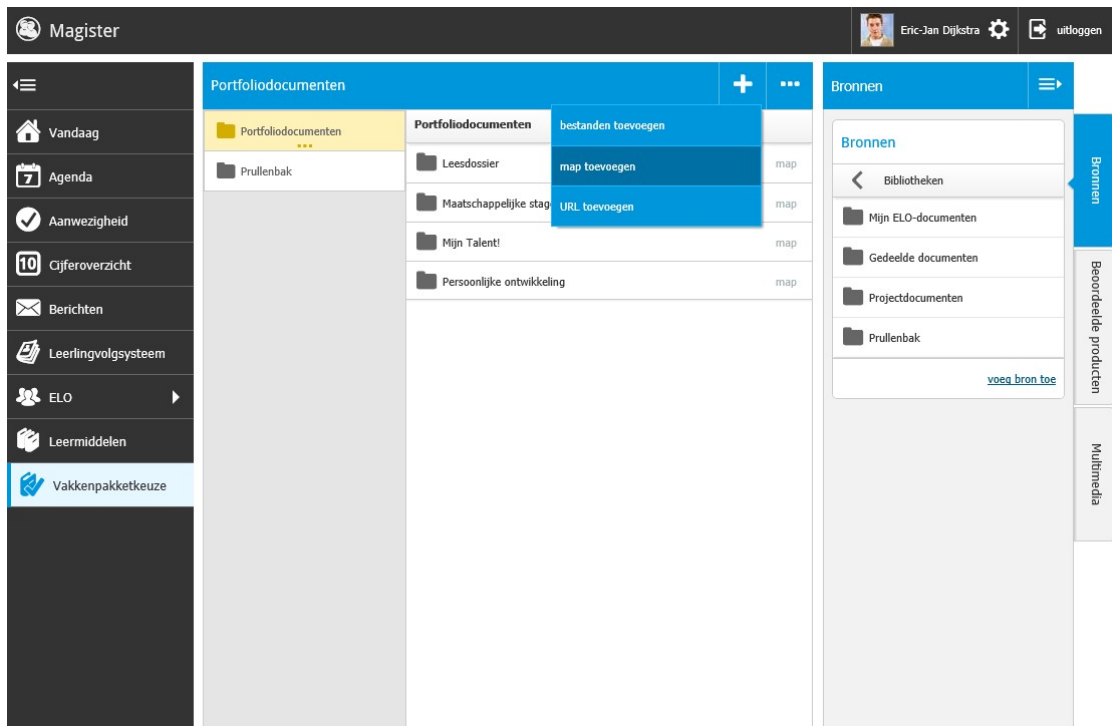 Magister
Eric-Jan Dijkstra
uitloggen
Vandaag
7 Agenda
Aanwezigheid
10 Cijferoverzicht
Berichten
Leerlingvolgsysteem
ELO
Leermiddelen
Vakkenpakketkeuze
Portfoliodocumenten
Portfoliodocumenten
Prullenbak
Portfoliodocumenten
Leesdossier map
Maatschappelijke stag map
Mijn Talent! map
Persoonlijke ontwikkeling map
bestanden toevoegen
map toevoegen
URL toevoegen
Bronnen
Bronnen
Bibliotheken
Mijn ELO-documenten
Gedeelde documenten
Projectdocumenten
Prullenbak
voeg bron toe
Bronnen
Beoordeelde producten
Multimedia